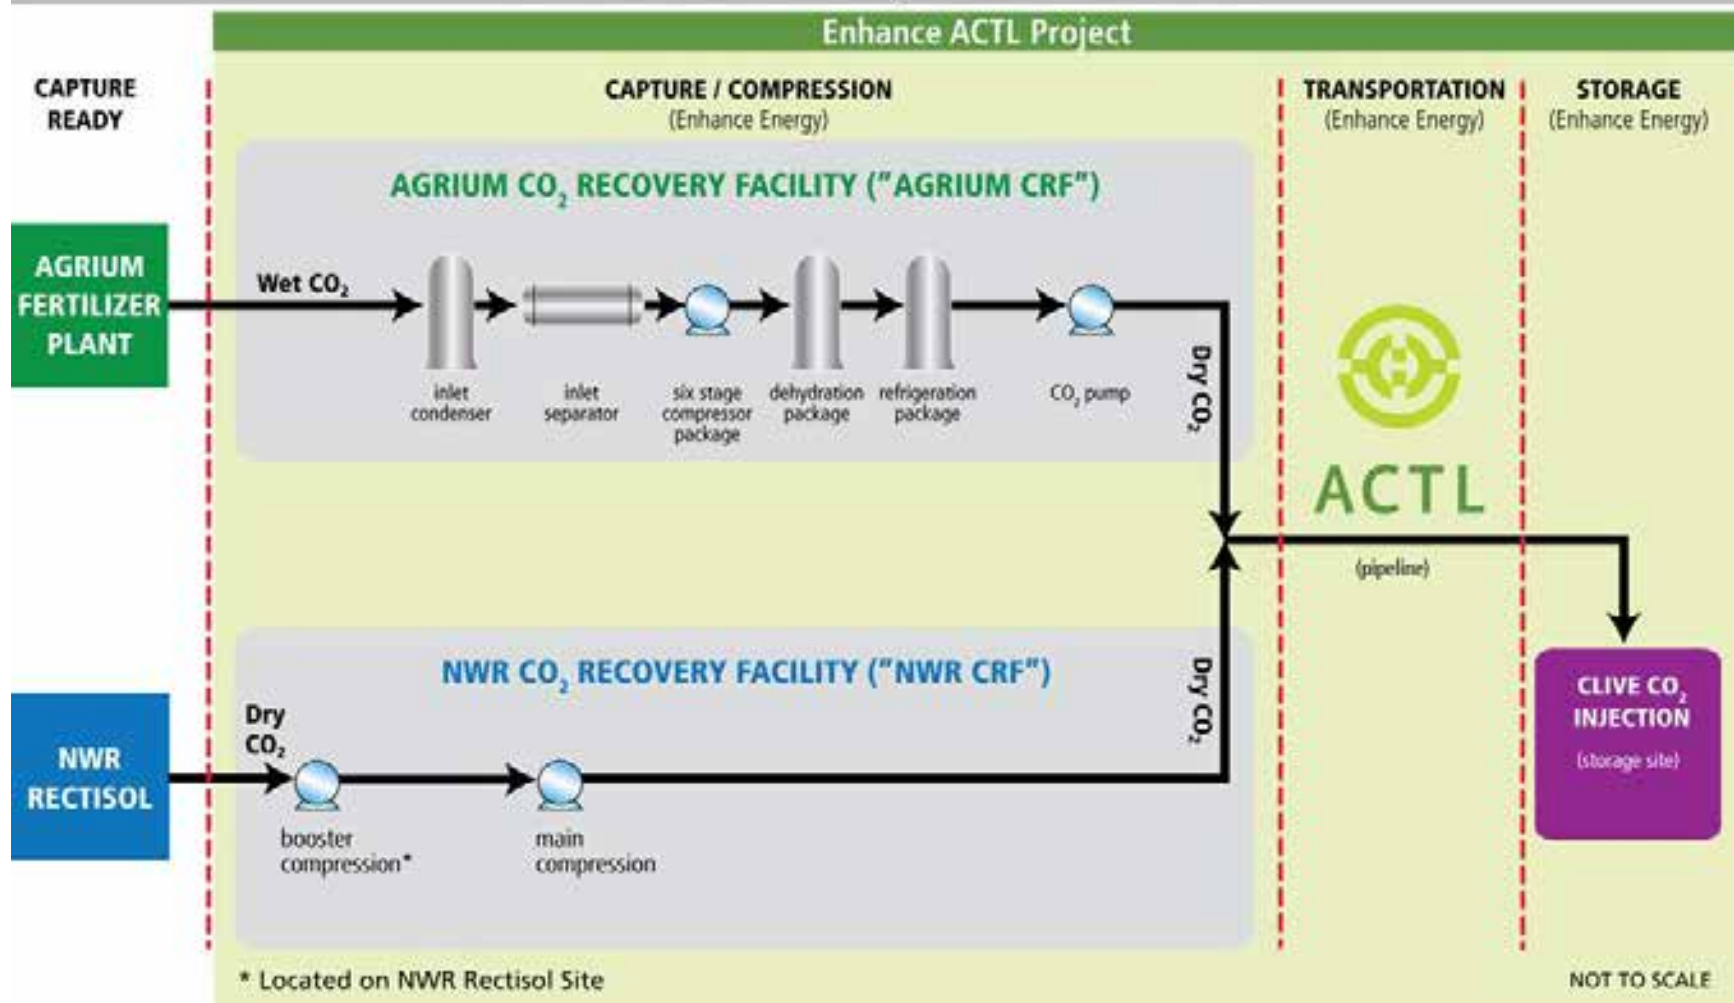 Enhance ACTL Project
CAPTURE
READY
CAPTURE / COMPRESSION
(Enhance Energy)
TRANSPORTATION
(Enhance Energy)
STORAGE
(Enhance Energy)
AGRIUM CO₂ RECOVERY FACILITY ("AGRIUM CRF")
AGRIUM
FERTILIZER
PLANT
Wet CO₂
inlet
condenser
inlet
separator
six stage
compressor
package
dehydration
package
refrigeration
package
CO₂ pump
Dry CO₂
ACTL
(pipeline)
NWR CO₂ RECOVERY FACILITY ("NWR CRF")
NWR
RECTISOL
Dry
CO₂
booster
compression*
main
compression
Dry CO₂
CLIVE CO₂
INJECTION
(storage site)
* Located on NWR Rectisol Site
NOT TO SCALE